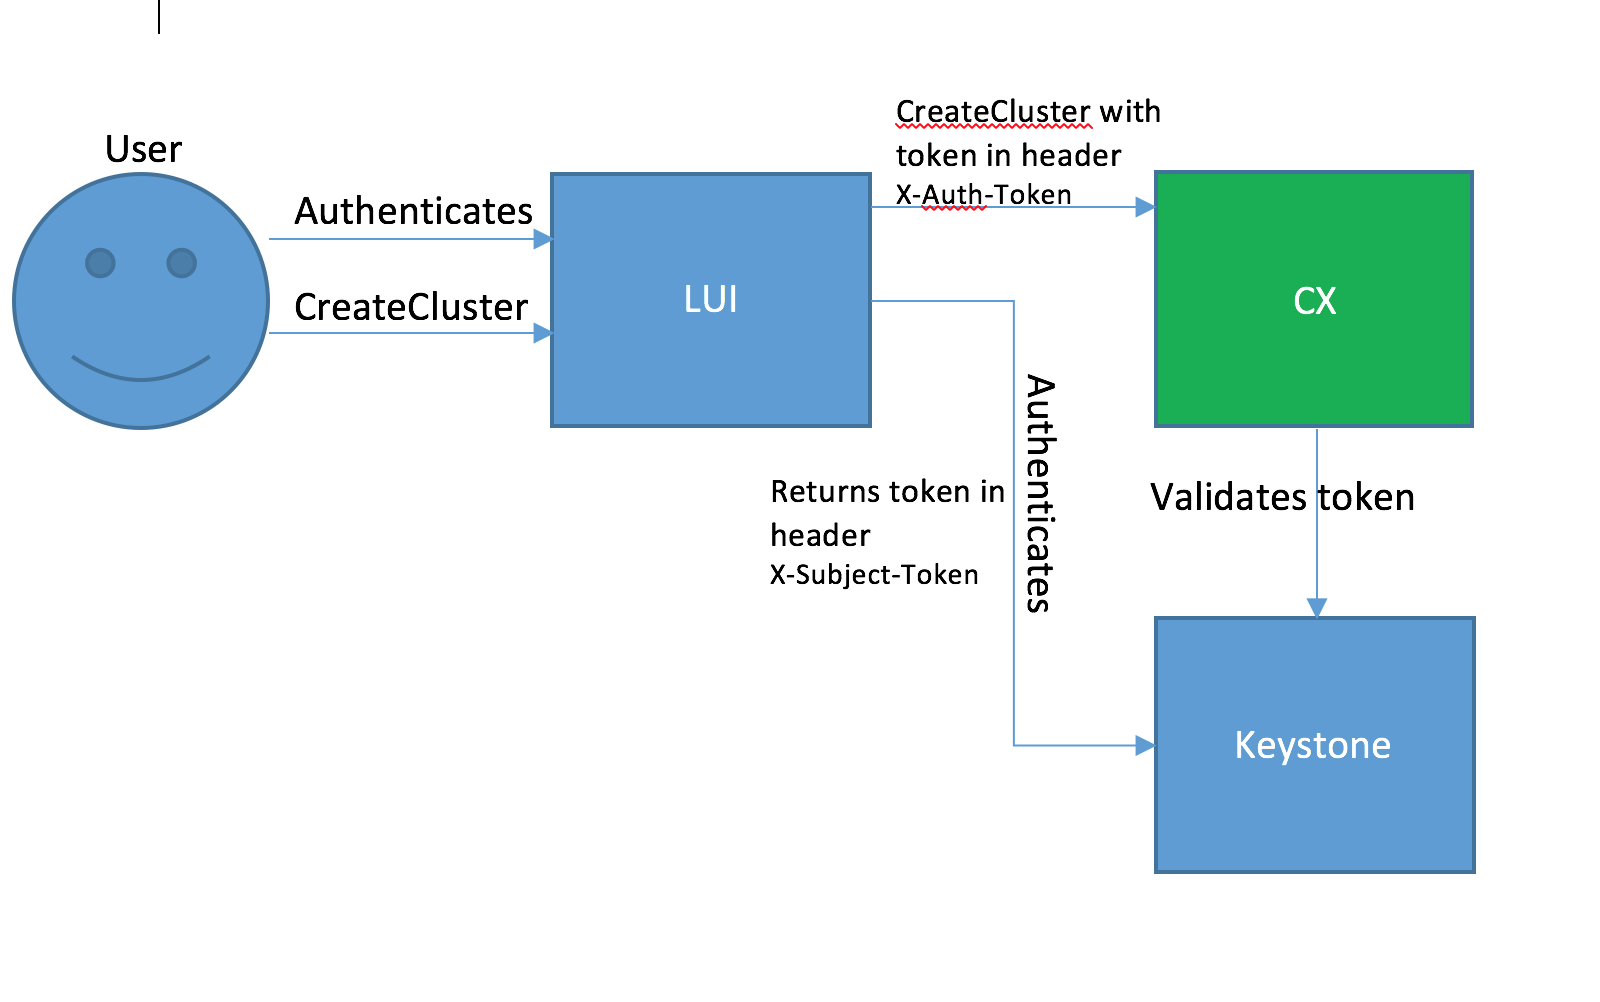 User
Authenticates
CreateCluster
LUI
CreateCluster with
token in header
X-Auth-Token
CX
Authenticates
Returns token in
header
X-Subject-Token
Validates token
Keystone